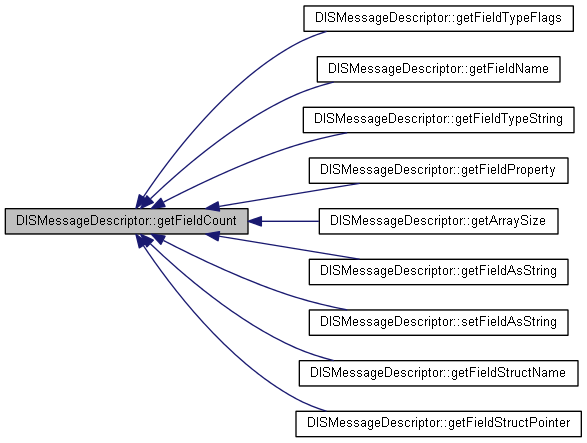 DISMessageDescriptor::getFieldTypeFlags
DISMessageDescriptor::getFieldName
DISMessageDescriptor::getFieldTypeString
DISMessageDescriptor::getFieldProperty
DISMessageDescriptor::getFieldCount
DISMessageDescriptor::getArraySize
DISMessageDescriptor::getFieldAsString
DISMessageDescriptor::setFieldAsString
DISMessageDescriptor::getFieldStructName
DISMessageDescriptor::getFieldStructPointer